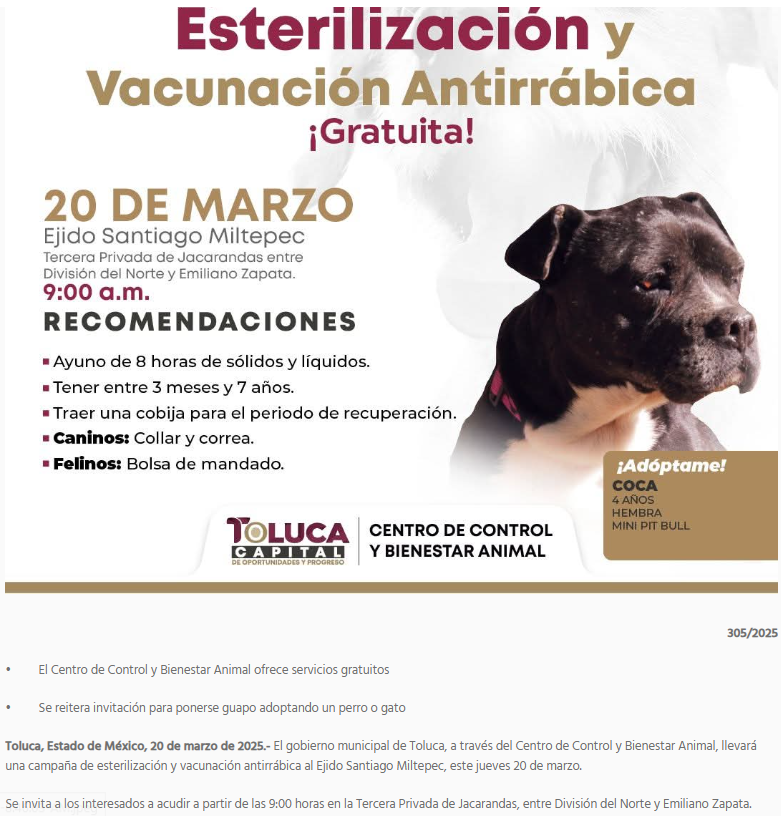 Esterilización y
Vacunación Antirrábica
¡Gratuita!
20 DE MARZO
Ejido Santiago Miltepec
Tercera Privada de Jacarandas entre
División del Norte y Emiliano Zapata.
9:00 a.m.
RECOMENDACIONES
▪ Ayuno de 8 horas de sólidos y líquidos.
▪ Tener entre 3 meses y 7 años.
▪ Traer una cobija para el periodo de recuperación.
▪ Caninos: Collar y correa.
▪ Felinos: Bolsa de mandado.
¡Adóptame!
COCA
4 AÑOS
HEMBRA
MINI PIT BULL
TOLUCA
CAPITAL
DE OPORTUNIDADES Y PROGRESO
CENTRO DE CONTROL
Y BIENESTAR ANIMAL
305/2025
• El Centro de Control y Bienestar Animal ofrece servicios gratuitos
• Se reitera invitación para ponerse guapo adoptando un perro o gato
Toluca, Estado de México, 20 de marzo de 2025.- El gobierno municipal de Toluca, a través del Centro de Control y Bienestar Animal, llevará
una campaña de esterilización y vacunación antirrábica al Ejido Santiago Miltepec, este jueves 20 de marzo.
Se invita a los interesados a acudir a partir de las 9:00 horas en la Tercera Privada de Jacarandas, entre División del Norte y Emiliano Zapata.